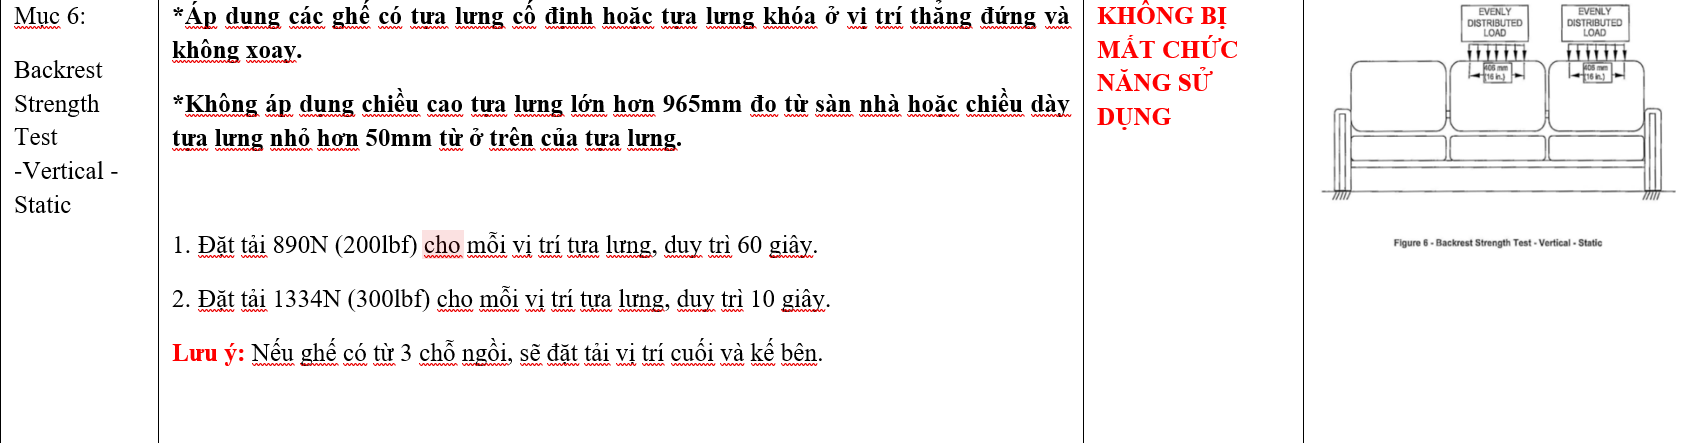 Mục 6:
Backrest
Strength
Test
-Vertical -
Static
*Áp dụng các ghế có tựa lưng cố định hoặc tựa lưng khóa ở vị trí thẳng đứng và
không xoay.
*Không áp dụng chiều cao tựa lưng lớn hơn 965mm đo từ sàn nhà hoặc chiều dày
tựa lưng nhỏ hơn 50mm từ ở trên của tựa lưng.
1. Đặt tải 890N (200lbf) cho mỗi vị trí tựa lưng, duy trì 60 giây.
2. Đặt tải 1334N (300lbf) cho mỗi vị trí tựa lưng, duy trì 10 giây.
Lưu ý: Nếu ghế có từ 3 chỗ ngồi, sẽ đặt tải vị trí cuối và kế bên.
KHÔNG BỊ
MẤT CHỨC
NĂNG SỬ
DỤNG
EVENLY
DISTRIBUTED
LOAD
EVENLY
DISTRIBUTED
LOAD
406 mm
(16 in.)
406 mm
(16 in.)
Figure 6 - Backrest Strength Test - Vertical - Static